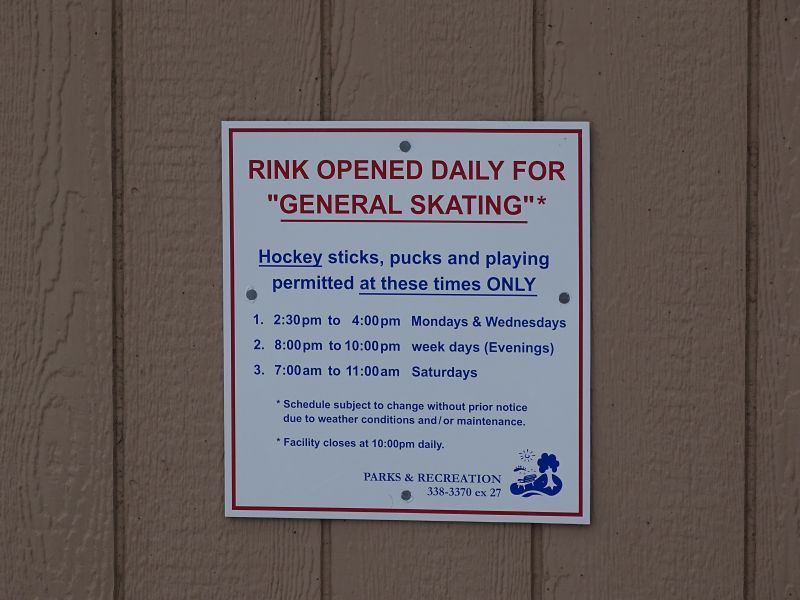 RINK OPENED DAILY FOR
"GENERAL SKATING"*
Hockey sticks, pucks and playing
permitted at these times ONLY
1. 2:30pm to 4:00pm Mondays & Wednesdays
2. 8:00pm to 10:00pm week days (Evenings)
3. 7:00am to 11:00am Saturdays
* Schedule subject to change without prior notice
due to weather conditions and/or maintenance.
* Facility closes at 10:00pm daily.
PARKS & RECREATION
338-3370 ex 27